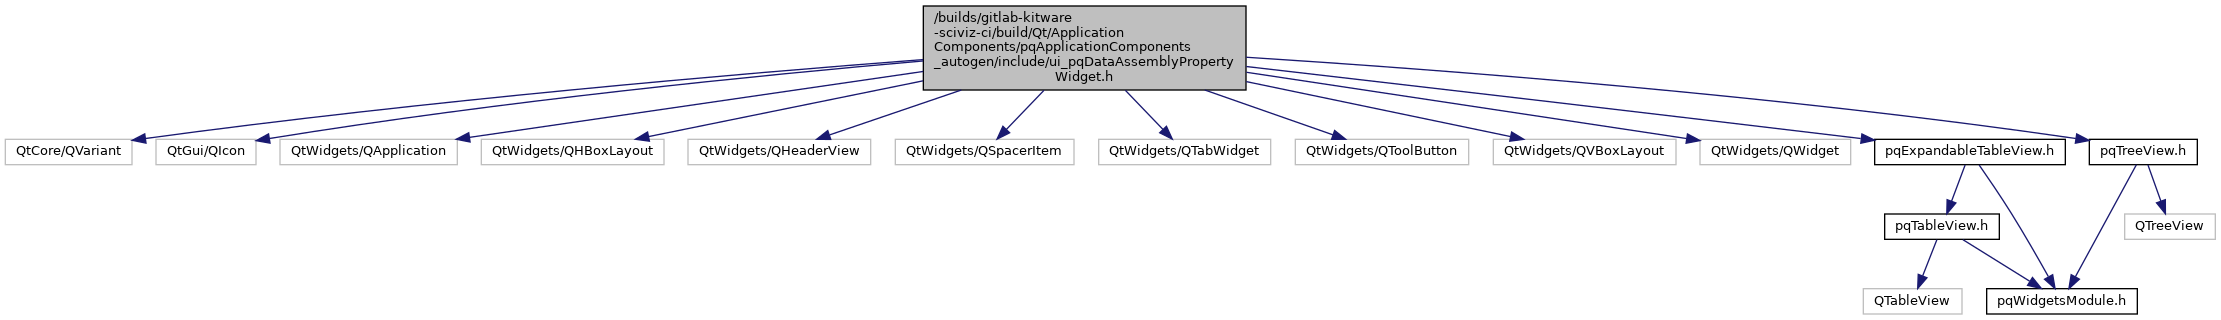 /builds/gitlab-kitware
-sciviz-ci/build/Qt/Application
Components/pqApplicationComponents
_autogen/include/ui_pqDataAssemblyProperty
Widget.h
QtCore/QVariant
QtGui/QIcon
QtWidgets/QApplication
QtWidgets/QHBoxLayout
QtWidgets/QHeaderView
QtWidgets/QSpacerItem
QtWidgets/QTabWidget
QtWidgets/QToolButton
QtWidgets/QVBoxLayout
QtWidgets/QWidget
pqExpandableTableView.h
pqTreeView.h
pqTableView.h
QTreeView
QTableView
pqWidgetsModule.h